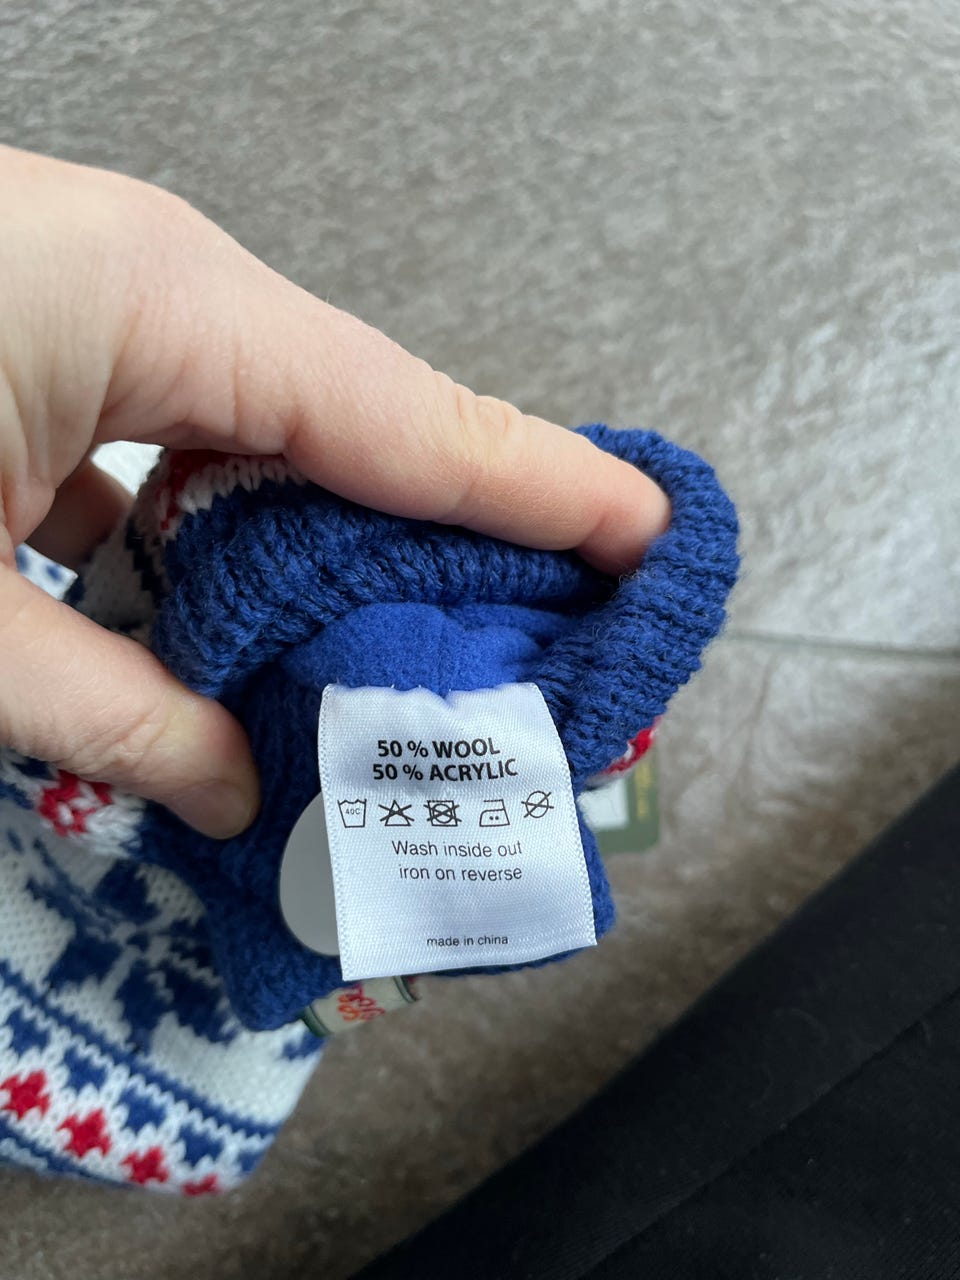 50 % WOOL
50 % ACRYLIC
40C
Wash inside out
iron on reverse
made in china